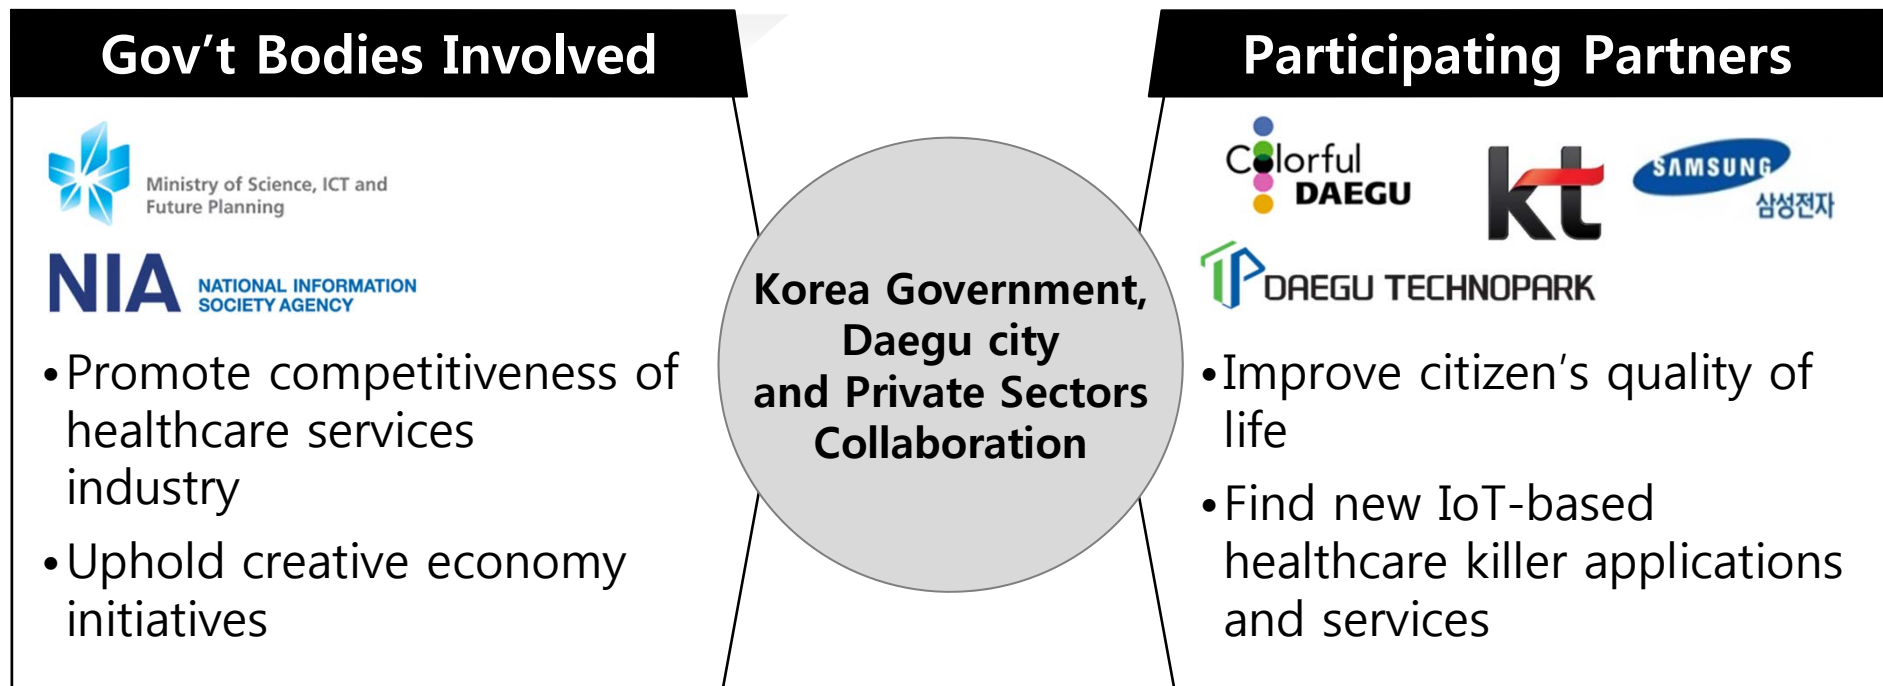 Gov't Bodies Involved
Ministry of Science, ICT and
Future Planning
NIA NATIONAL INFORMATION
SOCIETY AGENCY
•Promote competitiveness of
healthcare services
industry
•Uphold creative economy
initiatives
Korea Government,
Daegu city
and Private Sectors
Collaboration
Participating Partners
Colorful
DAEGU
kt
SAMSUNG
삼성전자
TP DAEGU TECHNOPARK
•Improve citizen's quality of
life
•Find new IoT-based
healthcare killer applications
and services